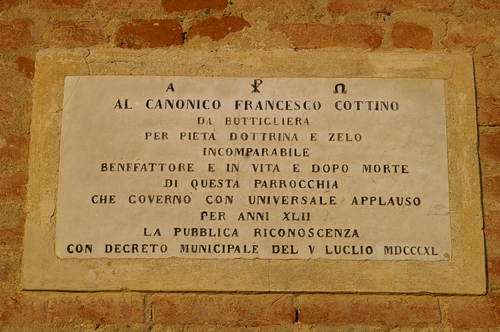 Α ☧ Ω
AL CANONICO FRANCESCO COTTINO
DA BUTTIGLIERA
PER PIETÀ DOTTRINA E ZELO
INCOMPARABILE
BENEFATTORE E IN VITA E DOPO MORTE
DI QUESTA PARROCCHIA
CHE GOVERNÒ CON UNIVERSALE APPLAUSO
PER ANNI XLII
LA PUBBLICA RICONOSCENZA
CON DECRETO MUNICIPALE DEL V LUGLIO MDCCCXL